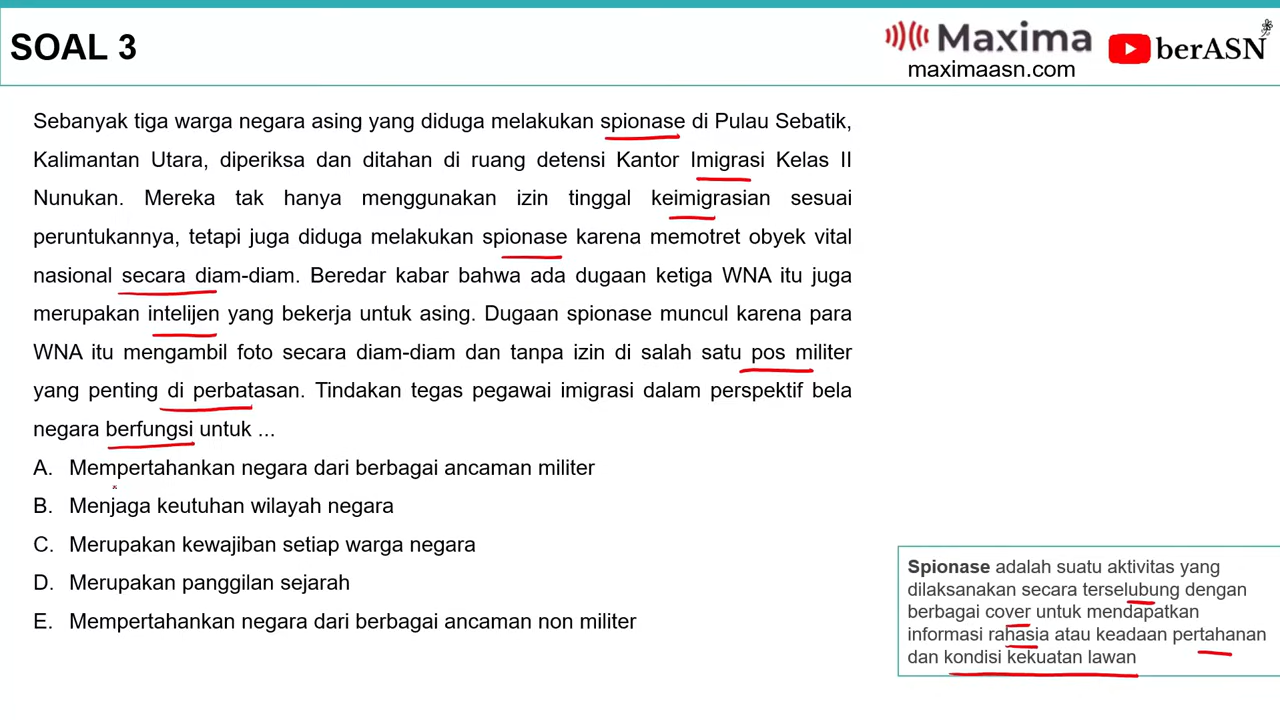 SOAL 3
Maxima
maximaasn.com
berASN
Sebanyak tiga warga negara asing yang diduga melakukan spionase di Pulau Sebatik,
Kalimantan Utara, diperiksa dan ditahan di ruang detensi Kantor Imigrasi Kelas II
Nunukan. Mereka tak hanya menggunakan izin tinggal keimigrasian sesuai
peruntukannya, tetapi juga diduga melakukan spionase karena memotret obyek vital
nasional secara diam-diam. Beredar kabar bahwa ada dugaan ketiga WNA itu juga
merupakan intelijen yang bekerja untuk asing. Dugaan spionase muncul karena para
WNA itu mengambil foto secara diam-diam dan tanpa izin di salah satu pos militer
yang penting di perbatasan. Tindakan tegas pegawai imigrasi dalam perspektif bela
negara berfungsi untuk ...
A. Mempertahankan negara dari berbagai ancaman militer
B. Menjaga keutuhan wilayah negara
C. Merupakan kewajiban setiap warga negara
D. Merupakan panggilan sejarah
E. Mempertahankan negara dari berbagai ancaman non militer
Spionase adalah suatu aktivitas yang
dilaksanakan secara terselubung dengan
berbagai cover untuk mendapatkan
informasi rahasia atau keadaan pertahanan
dan kondisi kekuatan lawan